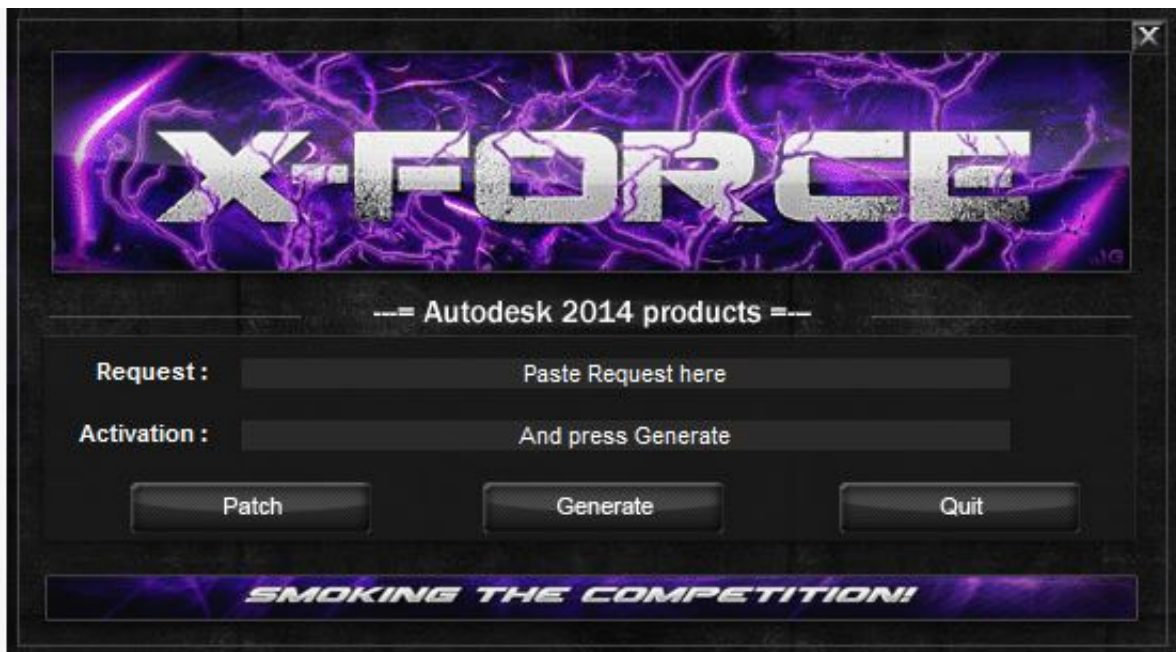 X
X-FORCE
---= Autodesk 2014 products =---
Request :
Paste Request here
Activation :
And press Generate
Patch
Generate
Quit
SMOKING THE COMPETITION!